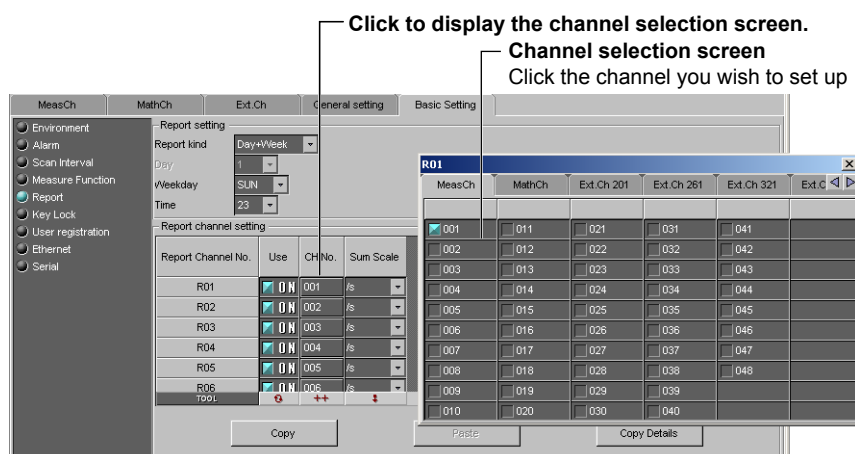 Click to display the channel selection screen.
Channel selection screen
Click the channel you wish to set up
MeasCh MathCh Ext.Ch General setting Basic Setting
Environment
Alarm
Scan Interval
Measure Function
Report
Key Lock
User registration
Ethernet
Serial
Report setting
Report kind Day+Week
Day 1
Weekday SUN
Time 23
Report channel setting
Report Channel No. Use CH No. Sum Scale
R01 ON 001 /s
R02 ON 002 /s
R03 ON 003 /s
R04 ON 004 /s
R05 ON 005 /s
R06 ON 006 /s
TOOL
Copy Paste Copy Details
R01
MeasCh MathCh Ext.Ch 201 Ext.Ch 261 Ext.Ch 321 Ext.C
001 011 021 031 041
002 012 022 032 042
003 013 023 033 043
004 014 024 034 044
005 015 025 035 045
006 016 026 036 046
007 017 027 037 047
008 018 028 038 048
009 019 029 039
010 020 030 040